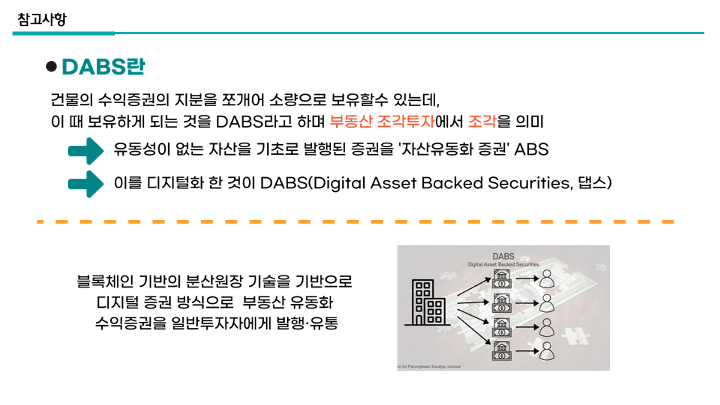 참고사항
● DABS란
건물의 수익증권의 지분을 쪼개어 소량으로 보유할수 있는데,
이 때 보유하게 되는 것을 DABS라고 하며 부동산 조각투자에서 조각을 의미
유동성이 없는 자산을 기초로 발행된 증권을 '자산유동화 증권' ABS
이를 디지털화 한 것이 DABS(Digital Asset Backed Securities, 댑스)
블록체인 기반의 분산원장 기술을 기반으로
디지털 증권 방식으로 부동산 유동화
수익증권을 일반투자자에게 발행·유통
DABS
Digital Asset Backed Securities